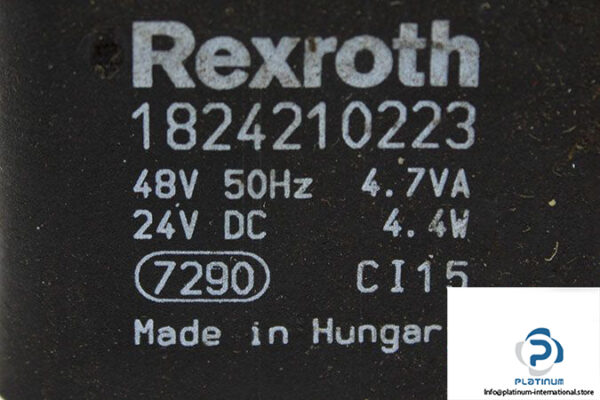 Rexroth
1824210223
48V 50Hz 4.7VA
24V DC 4.4W
7290 CI15
Made in Hungar
PLATINUM
Info@platinum-international.store